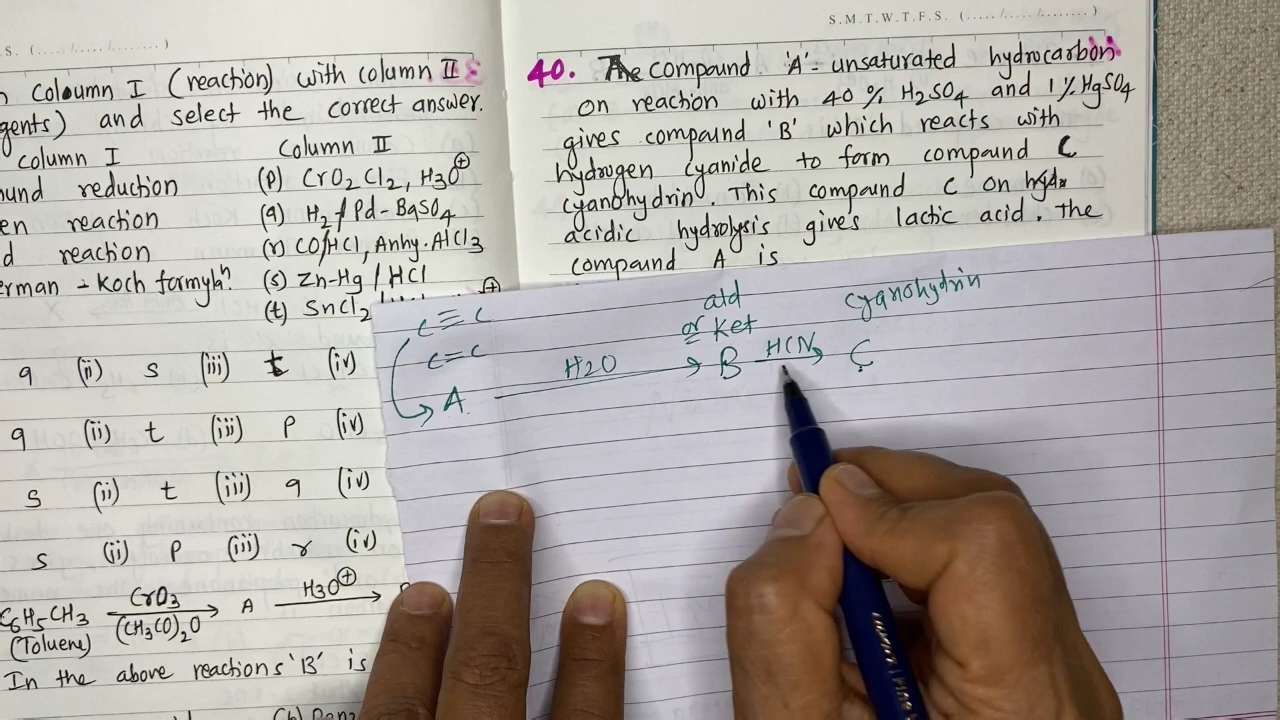 S. (...../...../........)
n coloumn I (reaction) with column II
gents) and select the correct answer.
column I Column II
ound reduction (p) CrO2Cl2, H3O⊕
en reaction (q) H2/Pd-BaSO4
d reaction (r) CO/HCl, Anhy. AlCl3
erman - Koch formylⁿ. (s) Zn-Hg / HCl
(t) SnCl2
q (ii) s (iii) t (iv)
q (ii) t (iii) p (iv)
s (ii) t (iii) q (iv)
s (ii) p (iii) r (iv)
C6H5CH3 CrO3 (CH3CO)2O → A H3O⊕ →
(Toluene)
In the above reactions 'B' is
S.M.T.W.T.F.S. (...../...../........)
40. The compound 'A'- unsaturated hydrocarbon
on reaction with 40% H2SO4 and 1% HgSO4
gives compound 'B' which reacts with
hydrogen cyanide to form compound C
cyanohydrin. This compound C on
acidic hydrolysis gives lactic acid. The
compound A is
C≡C ald cyanohydrin
or ket
C=C
A H2O → B HCN → C